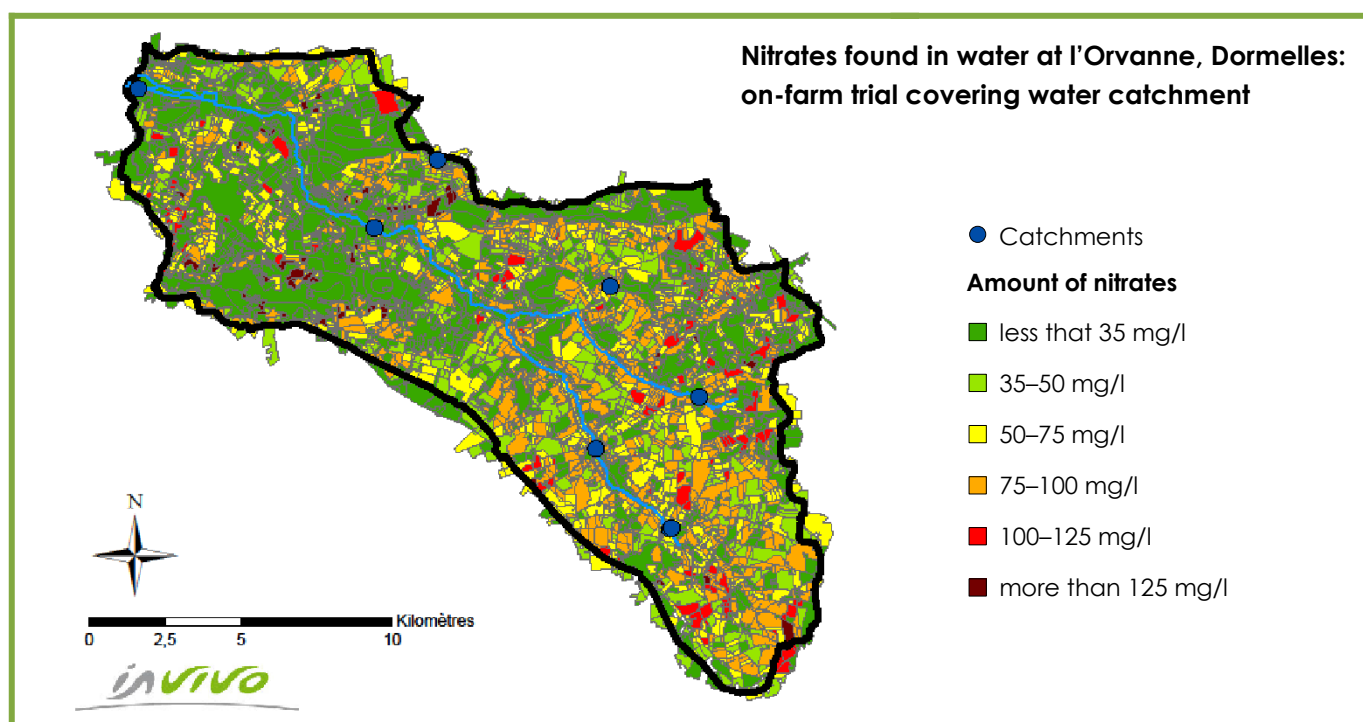 Nitrates found in water at l’Orvanne, Dormelles:
on-farm trial covering water catchment
Catchments
Amount of nitrates
less that 35 mg/l
35–50 mg/l
50–75 mg/l
75–100 mg/l
100–125 mg/l
more than 125 mg/l
N
Kilomètres
0 2,5 5 10
invivo